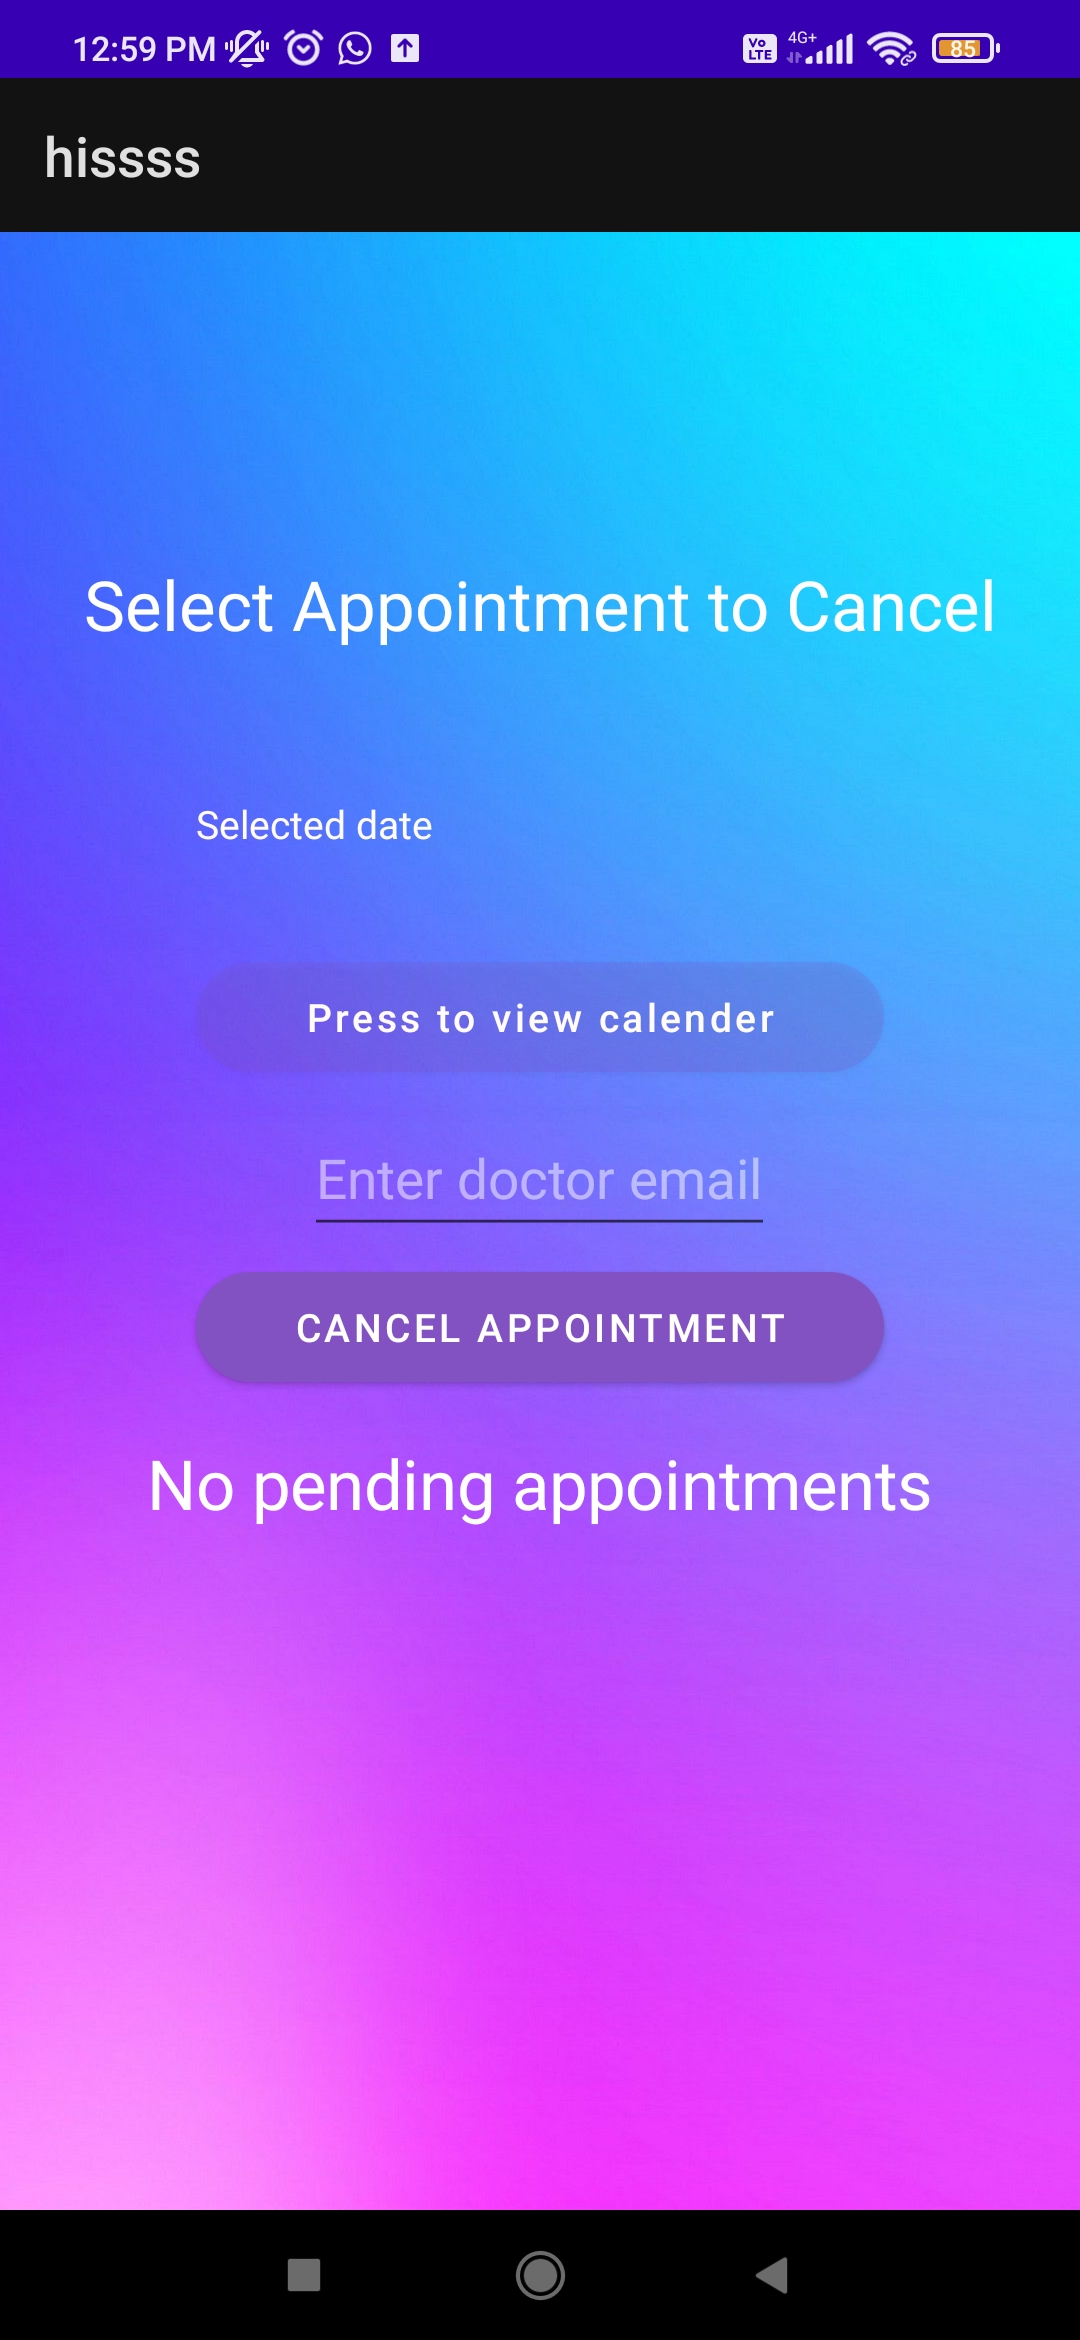 12:59 PM
Vo LTE 4G+ 85
hissss
Select Appointment to Cancel
Selected date
Press to view calender
Enter doctor email
CANCEL APPOINTMENT
No pending appointments